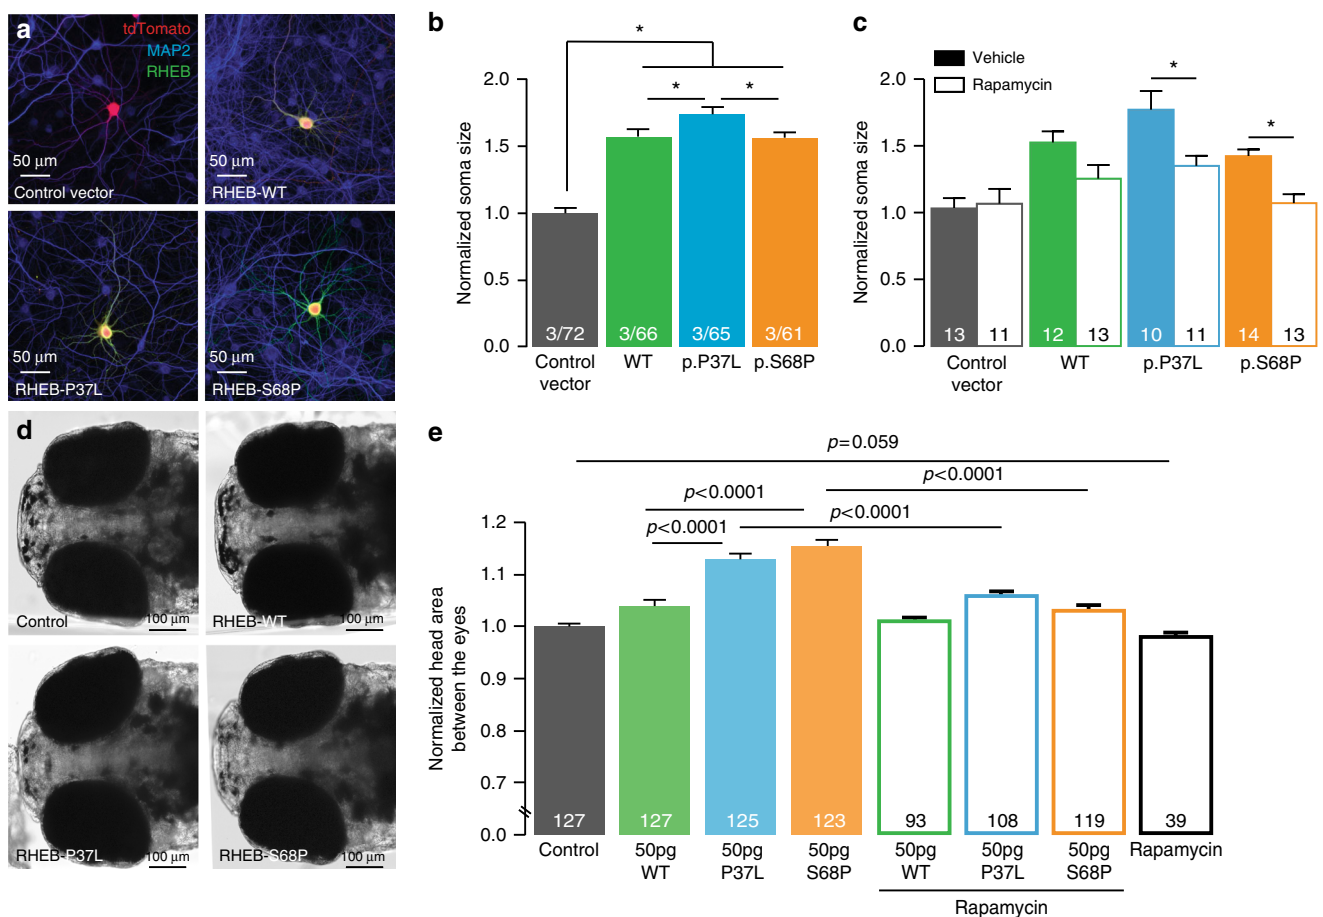 a
tdTomato
MAP2
RHEB
50 μm
Control vector
50 μm
RHEB-WT
50 μm
RHEB-P37L
50 μm
RHEB-S68P
b
*
*
*
Normalized soma size
2.0
1.5
1.0
0.5
0.0
3/72
3/66
3/65
3/61
Control
vector
WT
p.P37L
p.S68P
c
Vehicle
Rapamycin
*
*
Normalized soma size
2.0
1.5
1.0
0.5
0.0
13
11
12
13
10
11
14
13
Control
vector
WT
p.P37L
p.S68P
d
Control
100 μm
RHEB-WT
100 μm
RHEB-P37L
100 μm
RHEB-S68P
100 μm
e
p=0.059
p<0.0001
p<0.0001
p<0.0001
p<0.0001
Normalized head area
between the eyes
1.2
1.1
1.0
0.9
0.8
0.7
0.0
127
127
125
123
93
108
119
39
Control
50pg
WT
50pg
P37L
50pg
S68P
50pg
WT
50pg
P37L
50pg
S68P
Rapamycin
Rapamycin